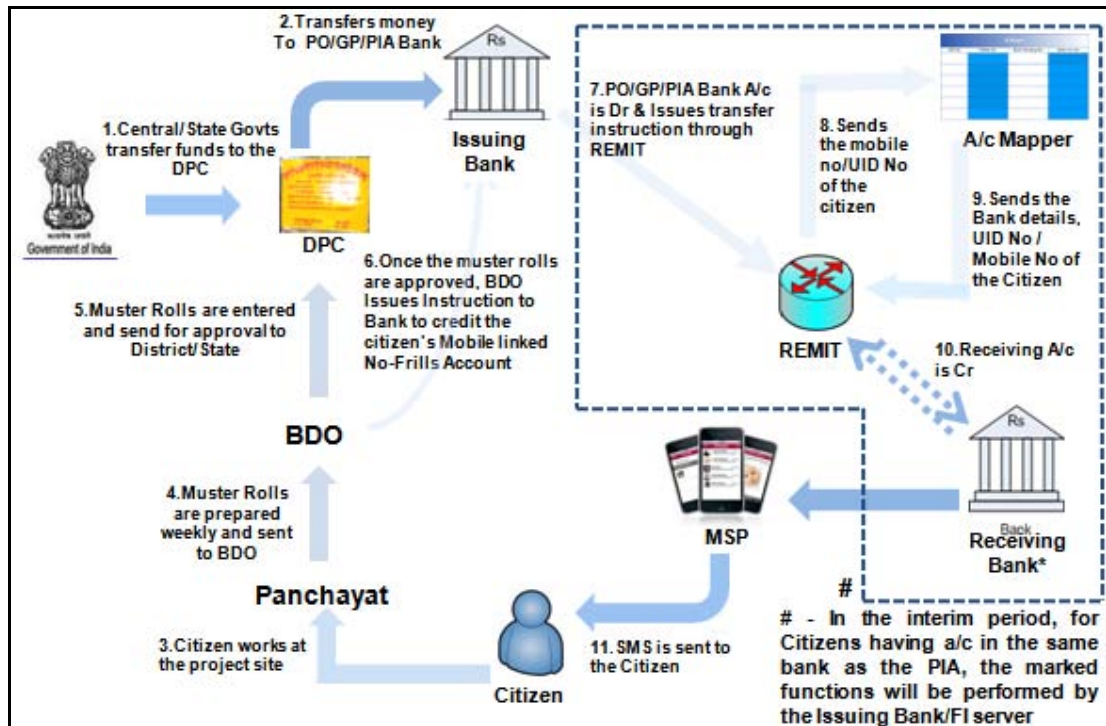 2.Transfers money
To PO/GP/PIA Bank
Rs
Issuing
Bank
1.Central/ State Govts
transfer funds to the
DPC
Government of India
DPC
7.PO/GP/PIA Bank A/c
is Dr & Issues transfer
instruction through
REMIT
8.Sends
the mobile
no/UID No
of the
citizen
A/c Mapper
9.Sends the
Bank details,
UID No /
Mobile No of
the Citizen
6.Once the muster rolls
are approved, BDO
Issues Instruction to
Bank to credit the
citizen's Mobile linked
No-Frills Account
5.Muster Rolls are entered
and send for approval to
District/ State
REMIT
10.Receiving A/c
is Cr
BDO
Rs
Back
Receiving
Bank*
MSP
4.Muster Rolls
are prepared
weekly and sent
to BDO
Panchayat
3.Citizen works at
the project site
Citizen
11.SMS is sent to
the Citizen
#
# - In the interim period, for
Citizens having a/c in the same
bank as the PIA, the marked
functions will be performed by
the Issuing Bank/FI server